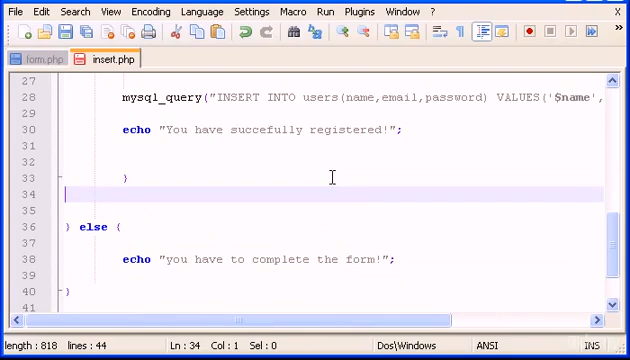 File Edit Search View Encoding Language Settings Macro Run Plugins Window ? X
form.php insert.php
27
28 mysql_query("INSERT INTO users(name,email,password) VALUES('$name',
29
30 echo "You have succefully registered!";
31
32
33 }
34
35
36 } else {
37
38 echo "you have to complete the form!";
39
40 }
41
length : 818 lines : 44 Ln : 34 Col : 1 Sel : 0 Dos\Windows ANSI INS